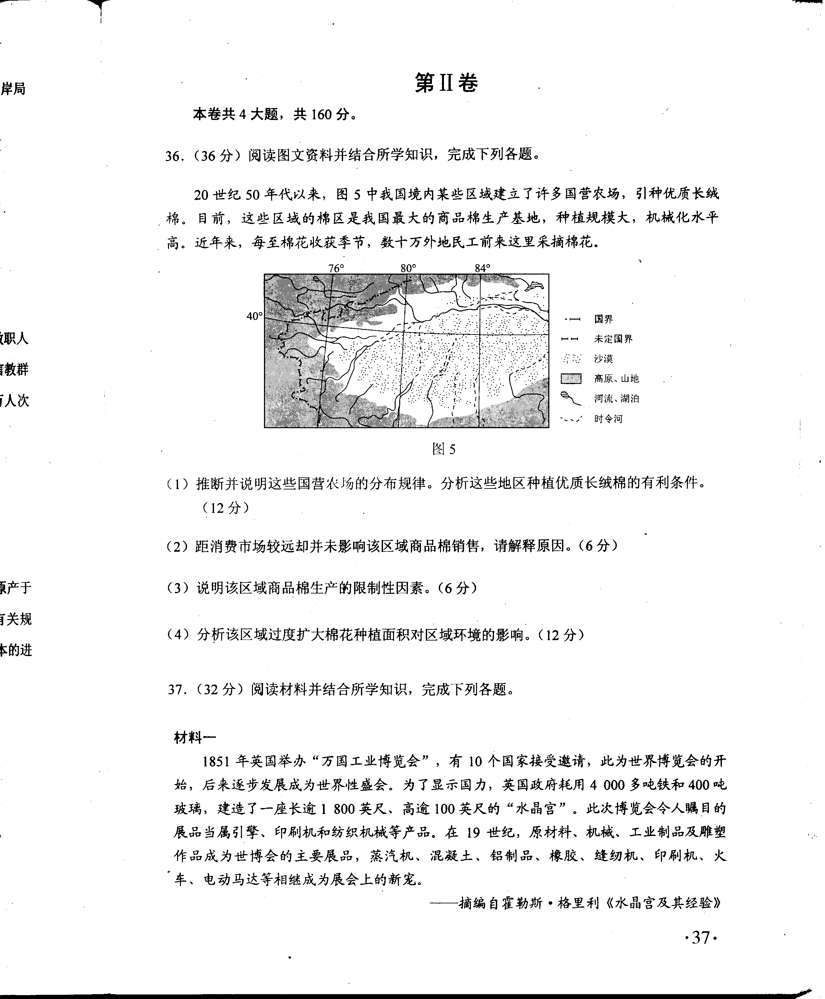 岸局
第Ⅱ卷
本卷共 4 大题，共 160 分。
36.（36 分）阅读图文资料并结合所学知识，完成下列各题。
20 世纪 50 年代以来，图 5 中我国境内某些区域建立了许多国营农场，引种优质长绒
棉。目前，这些区域的棉区是我国最大的商品棉生产基地，种植规模大，机械化水平
高。近年来，每至棉花收获季节，数十万外地民工前来这里采摘棉花。
76° 80° 84°
40°
国界
未定国界
沙漠
高原、山地
河流、湖泊
时令河
图 5
职人
教群
万人次
（1）推断并说明这些国营农场的分布规律。分析这些地区种植优质长绒棉的有利条件。
（12 分）
（2）距消费市场较远却并未影响该区域商品棉销售，请解释原因。（6 分）
原产于
（3）说明该区域商品棉生产的限制性因素。（6 分）
有关规
（4）分析该区域过度扩大棉花种植面积对区域环境的影响。（12 分）
本的进
37.（32 分）阅读材料并结合所学知识，完成下列各题。
材料一
1851 年英国举办“万国工业博览会”，有 10 个国家接受邀请，此为世界博览会的开
始，后来逐步发展成为世界性盛会。为了显示国力，英国政府耗用 4 000 多吨铁和 400 吨
玻璃，建造了一座长逾 1 800 英尺、高逾 100 英尺的“水晶宫”。此次博览会令人瞩目的
展品当属引擎、印刷机和纺织机械等产品。在 19 世纪，原材料、机械、工业制品及雕塑
作品成为世博会的主要展品，蒸汽机、混凝土、铝制品、橡胶、缝纫机、印刷机、火
车、电动马达等相继成为展会上的新宠。
——摘编自霍勒斯·格里利《水晶宫及其经验》
·37·